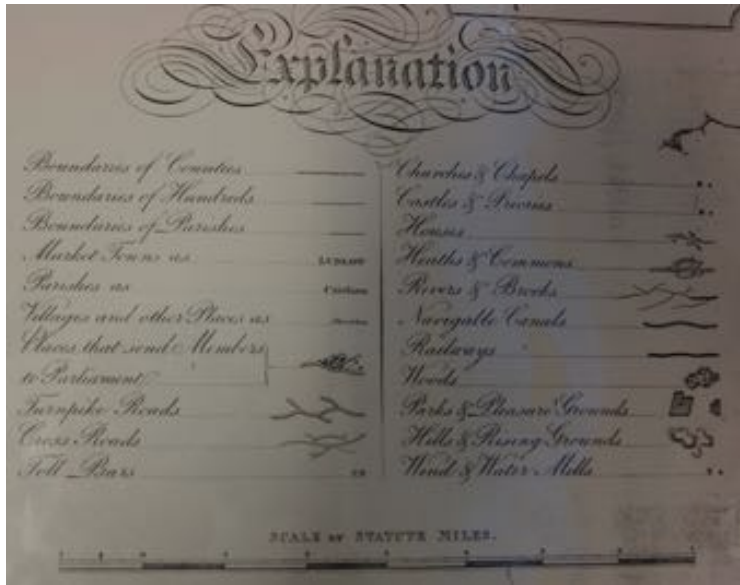 Explanation
Boundaries of Counties
Boundaries of Hundreds
Boundaries of Parishes
Market Towns as LUDLOW
Parishes as
Villages and other Places as
Places that send Members
to Parliament
Turnpike Roads
Cross Roads
Toll Bars
Churches & Chapels
Castles & Priories
Houses
Heaths & Commons
Rivers & Brooks
Navigable Canals
Railways
Woods
Parks & Pleasure Grounds
Hills & Rising Grounds
Wind & Water Mills
SCALE OF STATUTE MILES.